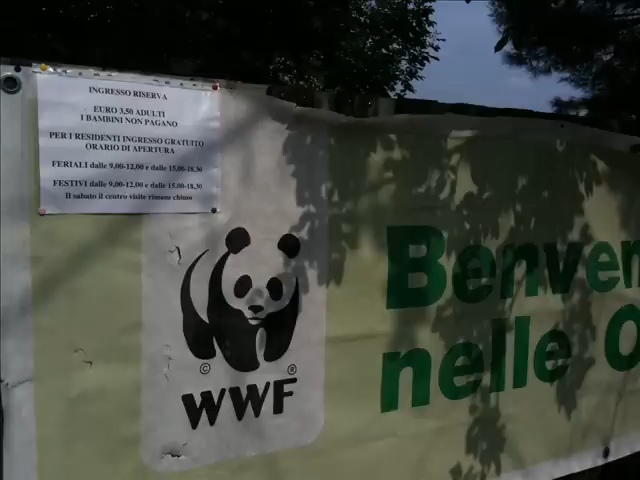 INGRESSO RISERVA
EURO 3,50 ADULTI
I BAMBINI NON PAGANO
PER I RESIDENTI INGRESSO GRATUITO
ORARIO DI APERTURA
FERIALI dalle 9,00-12,00 e dalle 15,00-18,30
FESTIVI dalle 9,00-12,00 e dalle 15,00-18,30
Il sabato il centro visite rimane chiuso
© ®
WWF
Benven
nelle O